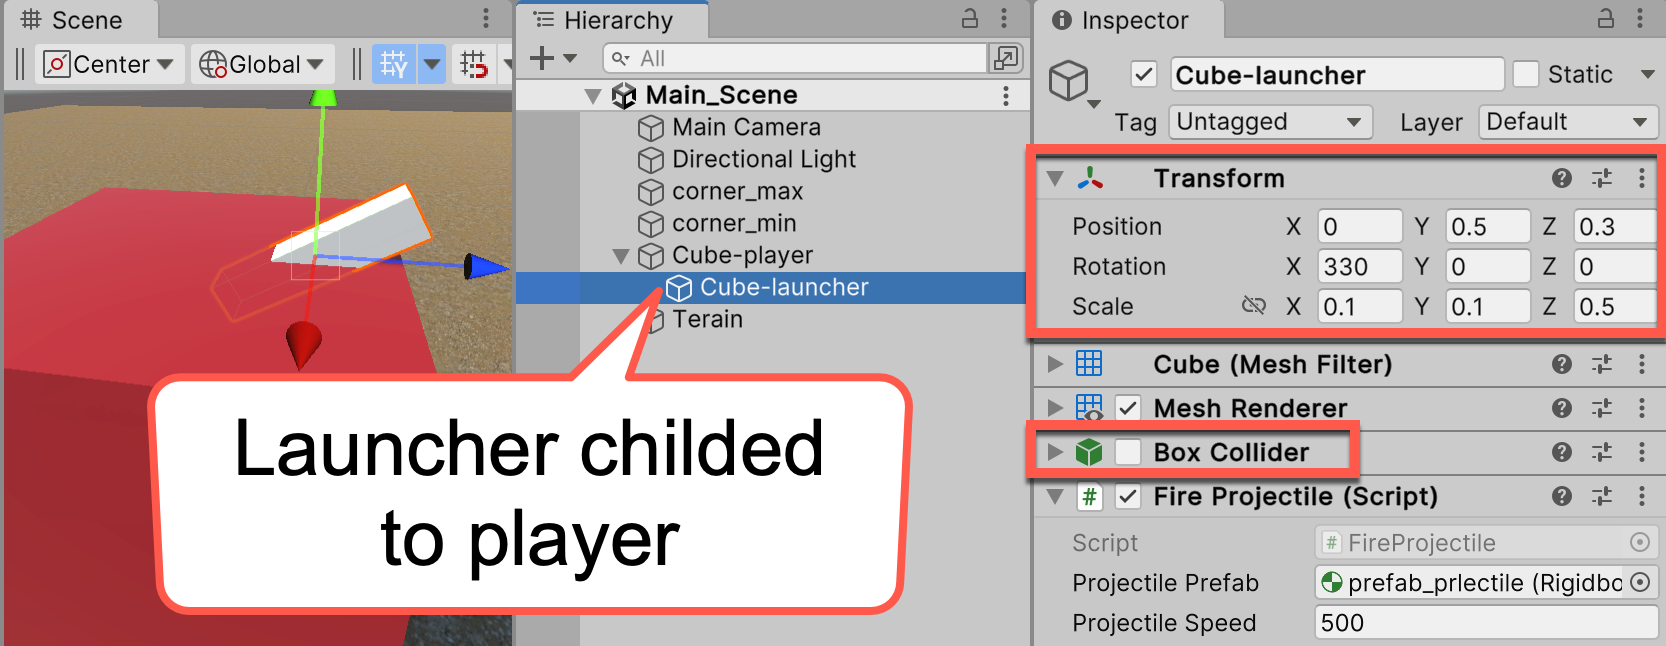 Scene
Center
Global
Hierarchy
All
Main_Scene
Main Camera
Directional Light
corner_max
corner_min
Cube-player
Cube-launcher
Terain
Launcher childed
to player
Inspector
Cube-launcher
Static
Tag Untagged Layer Default
Transform
Position X 0 Y 0.5 Z 0.3
Rotation X 330 Y 0 Z 0
Scale X 0.1 Y 0.1 Z 0.5
Cube (Mesh Filter)
Mesh Renderer
Box Collider
# Fire Projectile (Script)
Script # FireProjectile
Projectile Prefab prefab_prlectile (Rigidbo
Projectile Speed 500